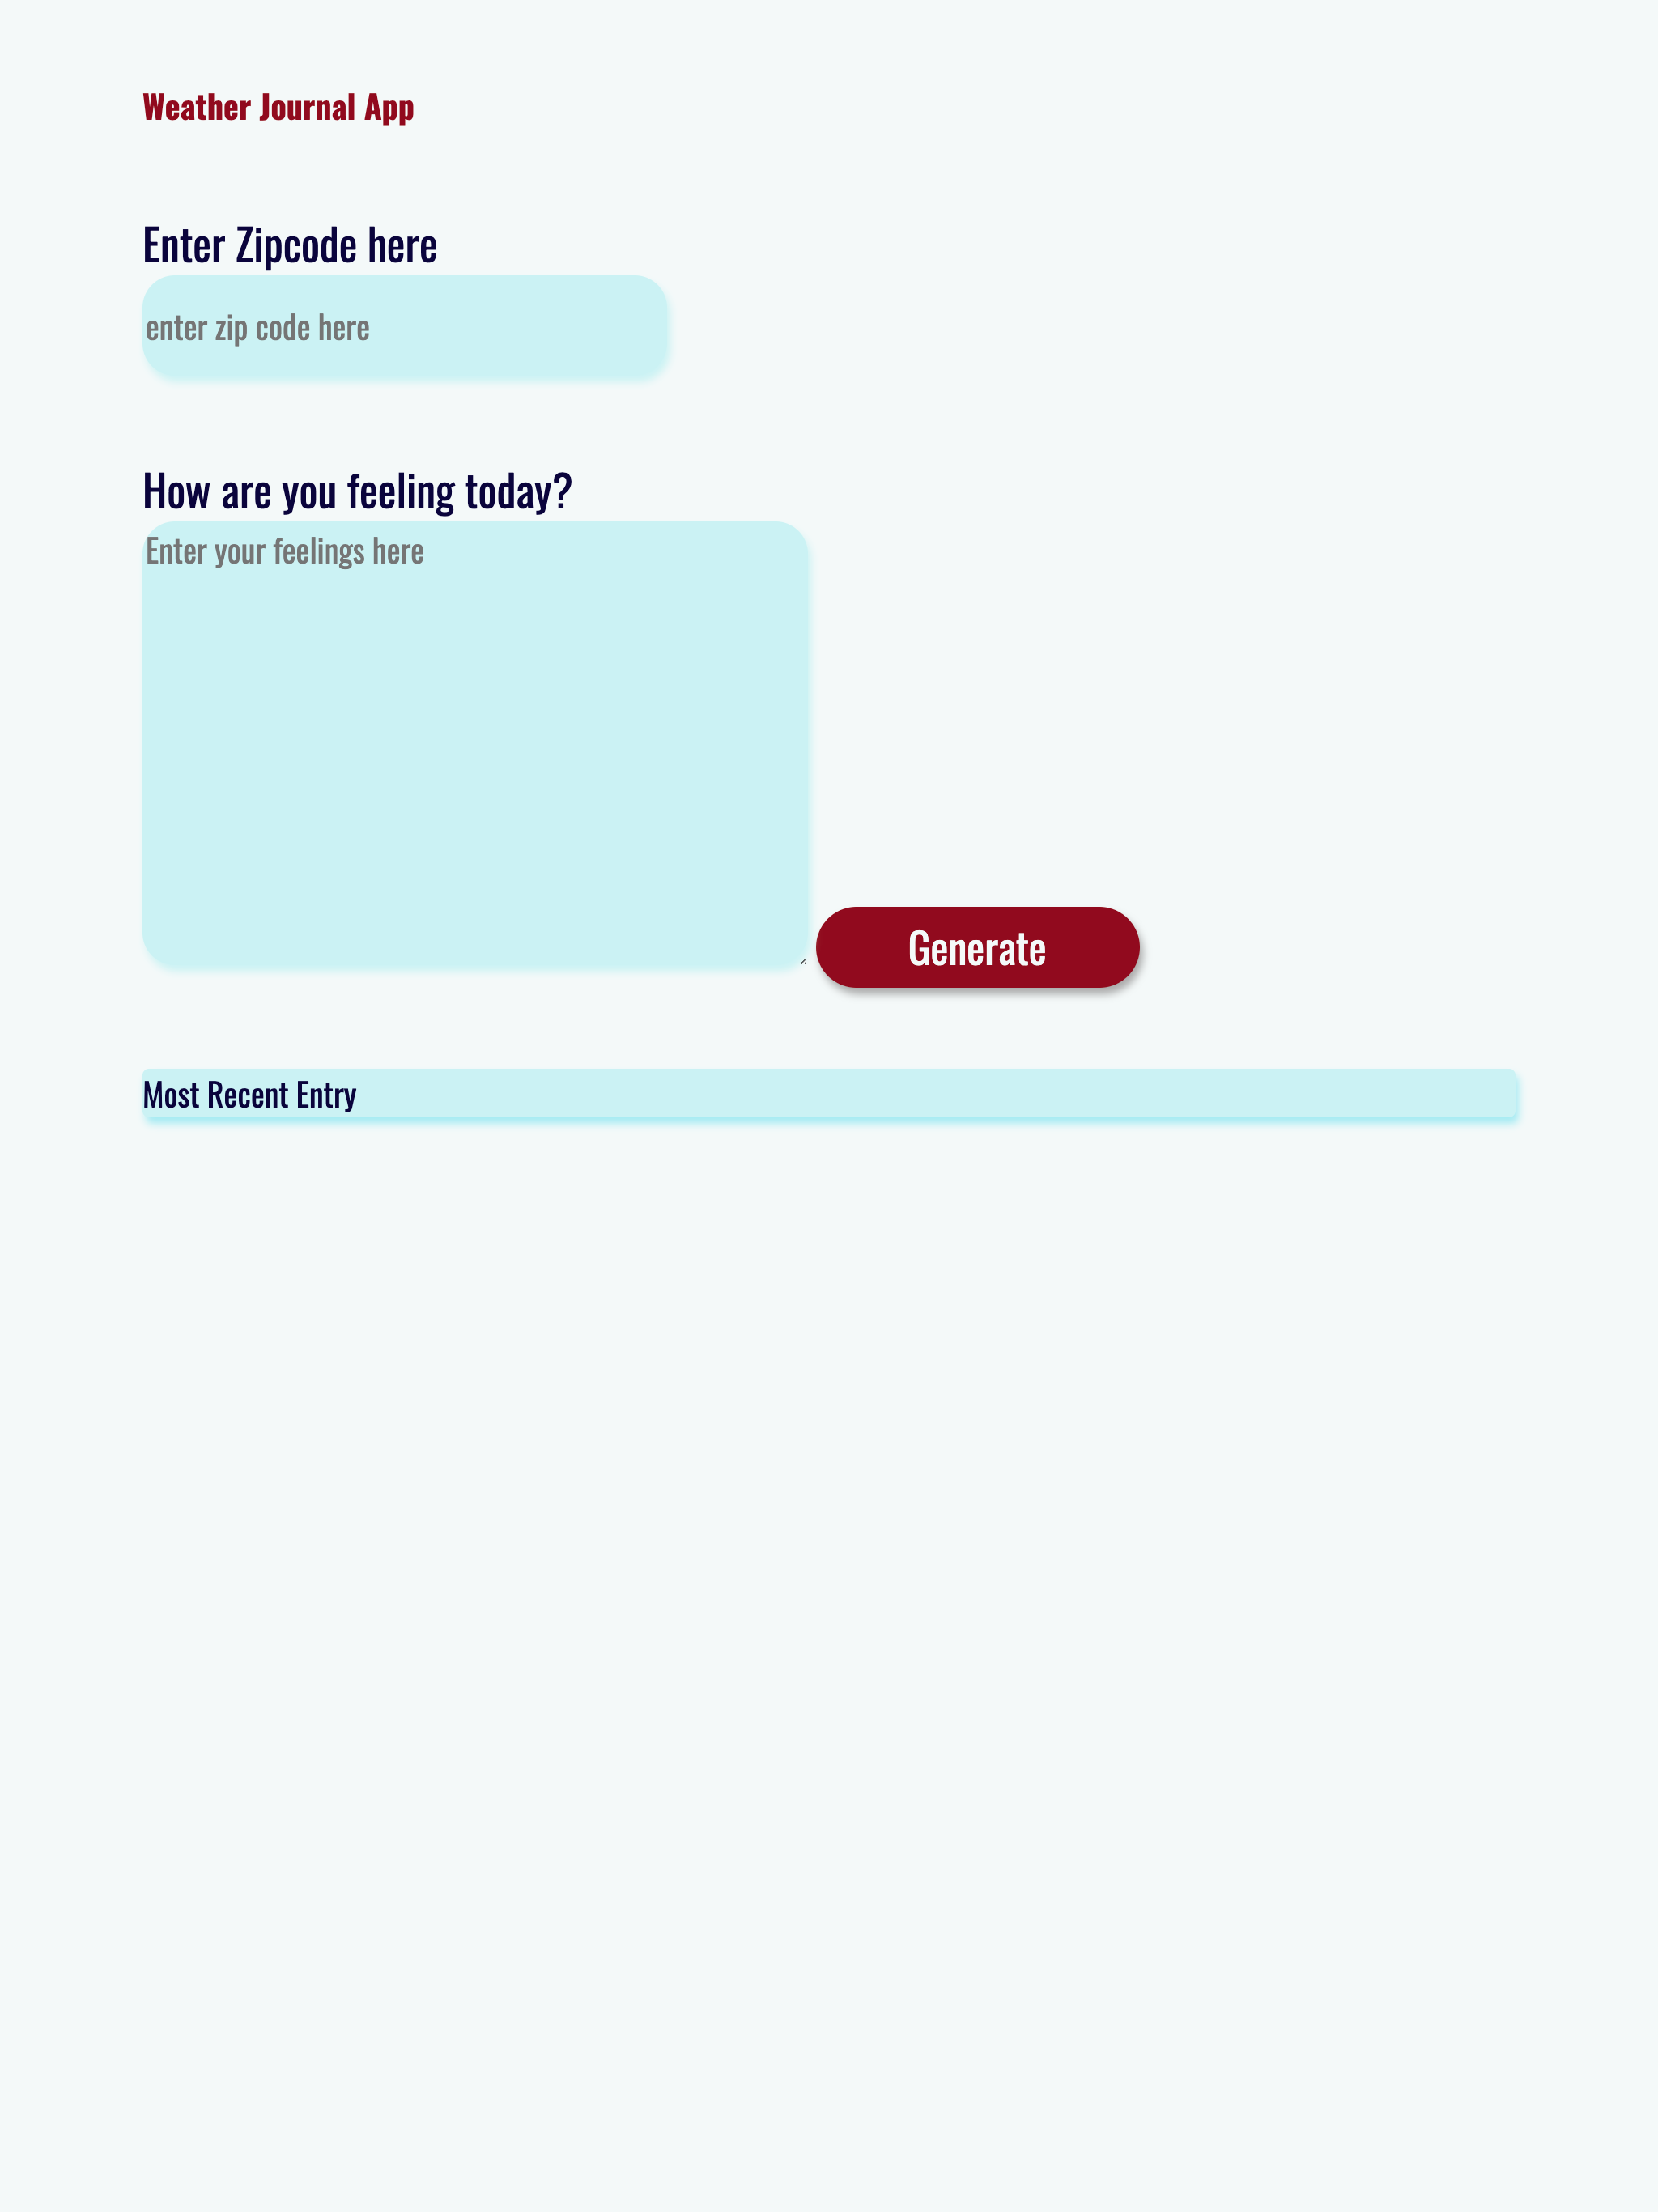 Weather Journal App
Enter Zipcode here
enter zip code here
How are you feeling today?
Enter your feelings here
Generate
Most Recent Entry